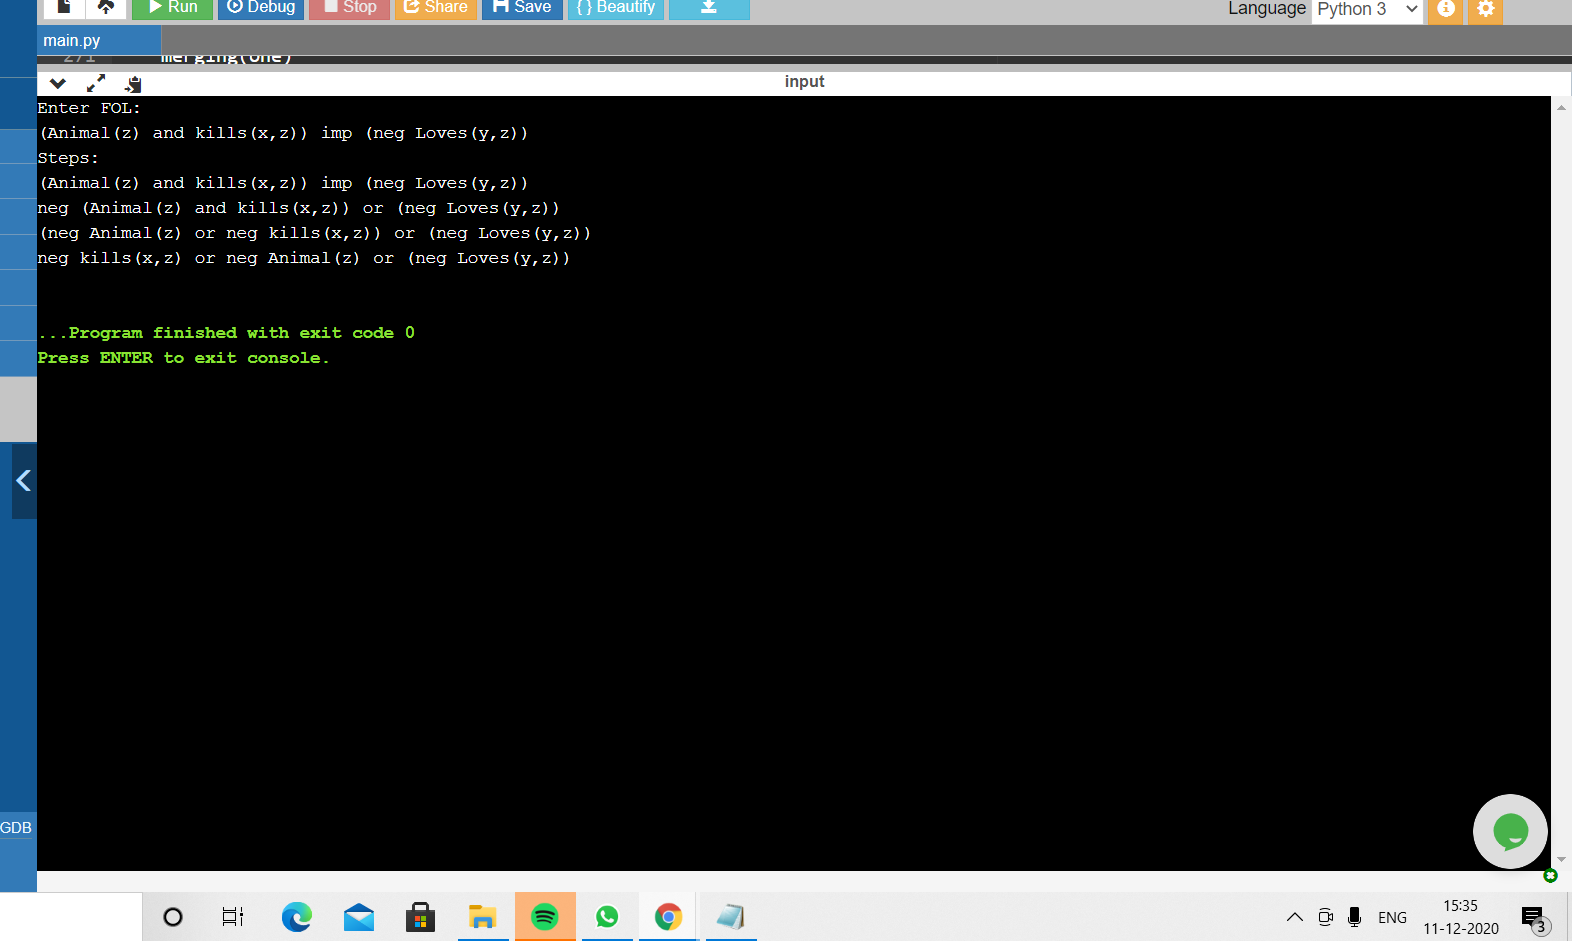 Run Debug Stop Share Save {} Beautify Language Python 3
main.py
271 merging(one)
input
Enter FOL:
(Animal(z) and kills(x,z)) imp (neg Loves(y,z))
Steps:
(Animal(z) and kills(x,z)) imp (neg Loves(y,z))
neg (Animal(z) and kills(x,z)) or (neg Loves(y,z))
(neg Animal(z) or neg kills(x,z)) or (neg Loves(y,z))
neg kills(x,z) or neg Animal(z) or (neg Loves(y,z))
...Program finished with exit code 0
Press ENTER to exit console.
GDB
ENG
15:35
11-12-2020
3